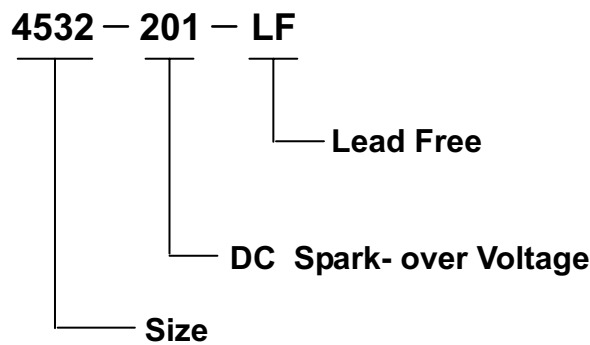 4532 — 201 — LF
Lead Free
DC Spark- over Voltage
Size